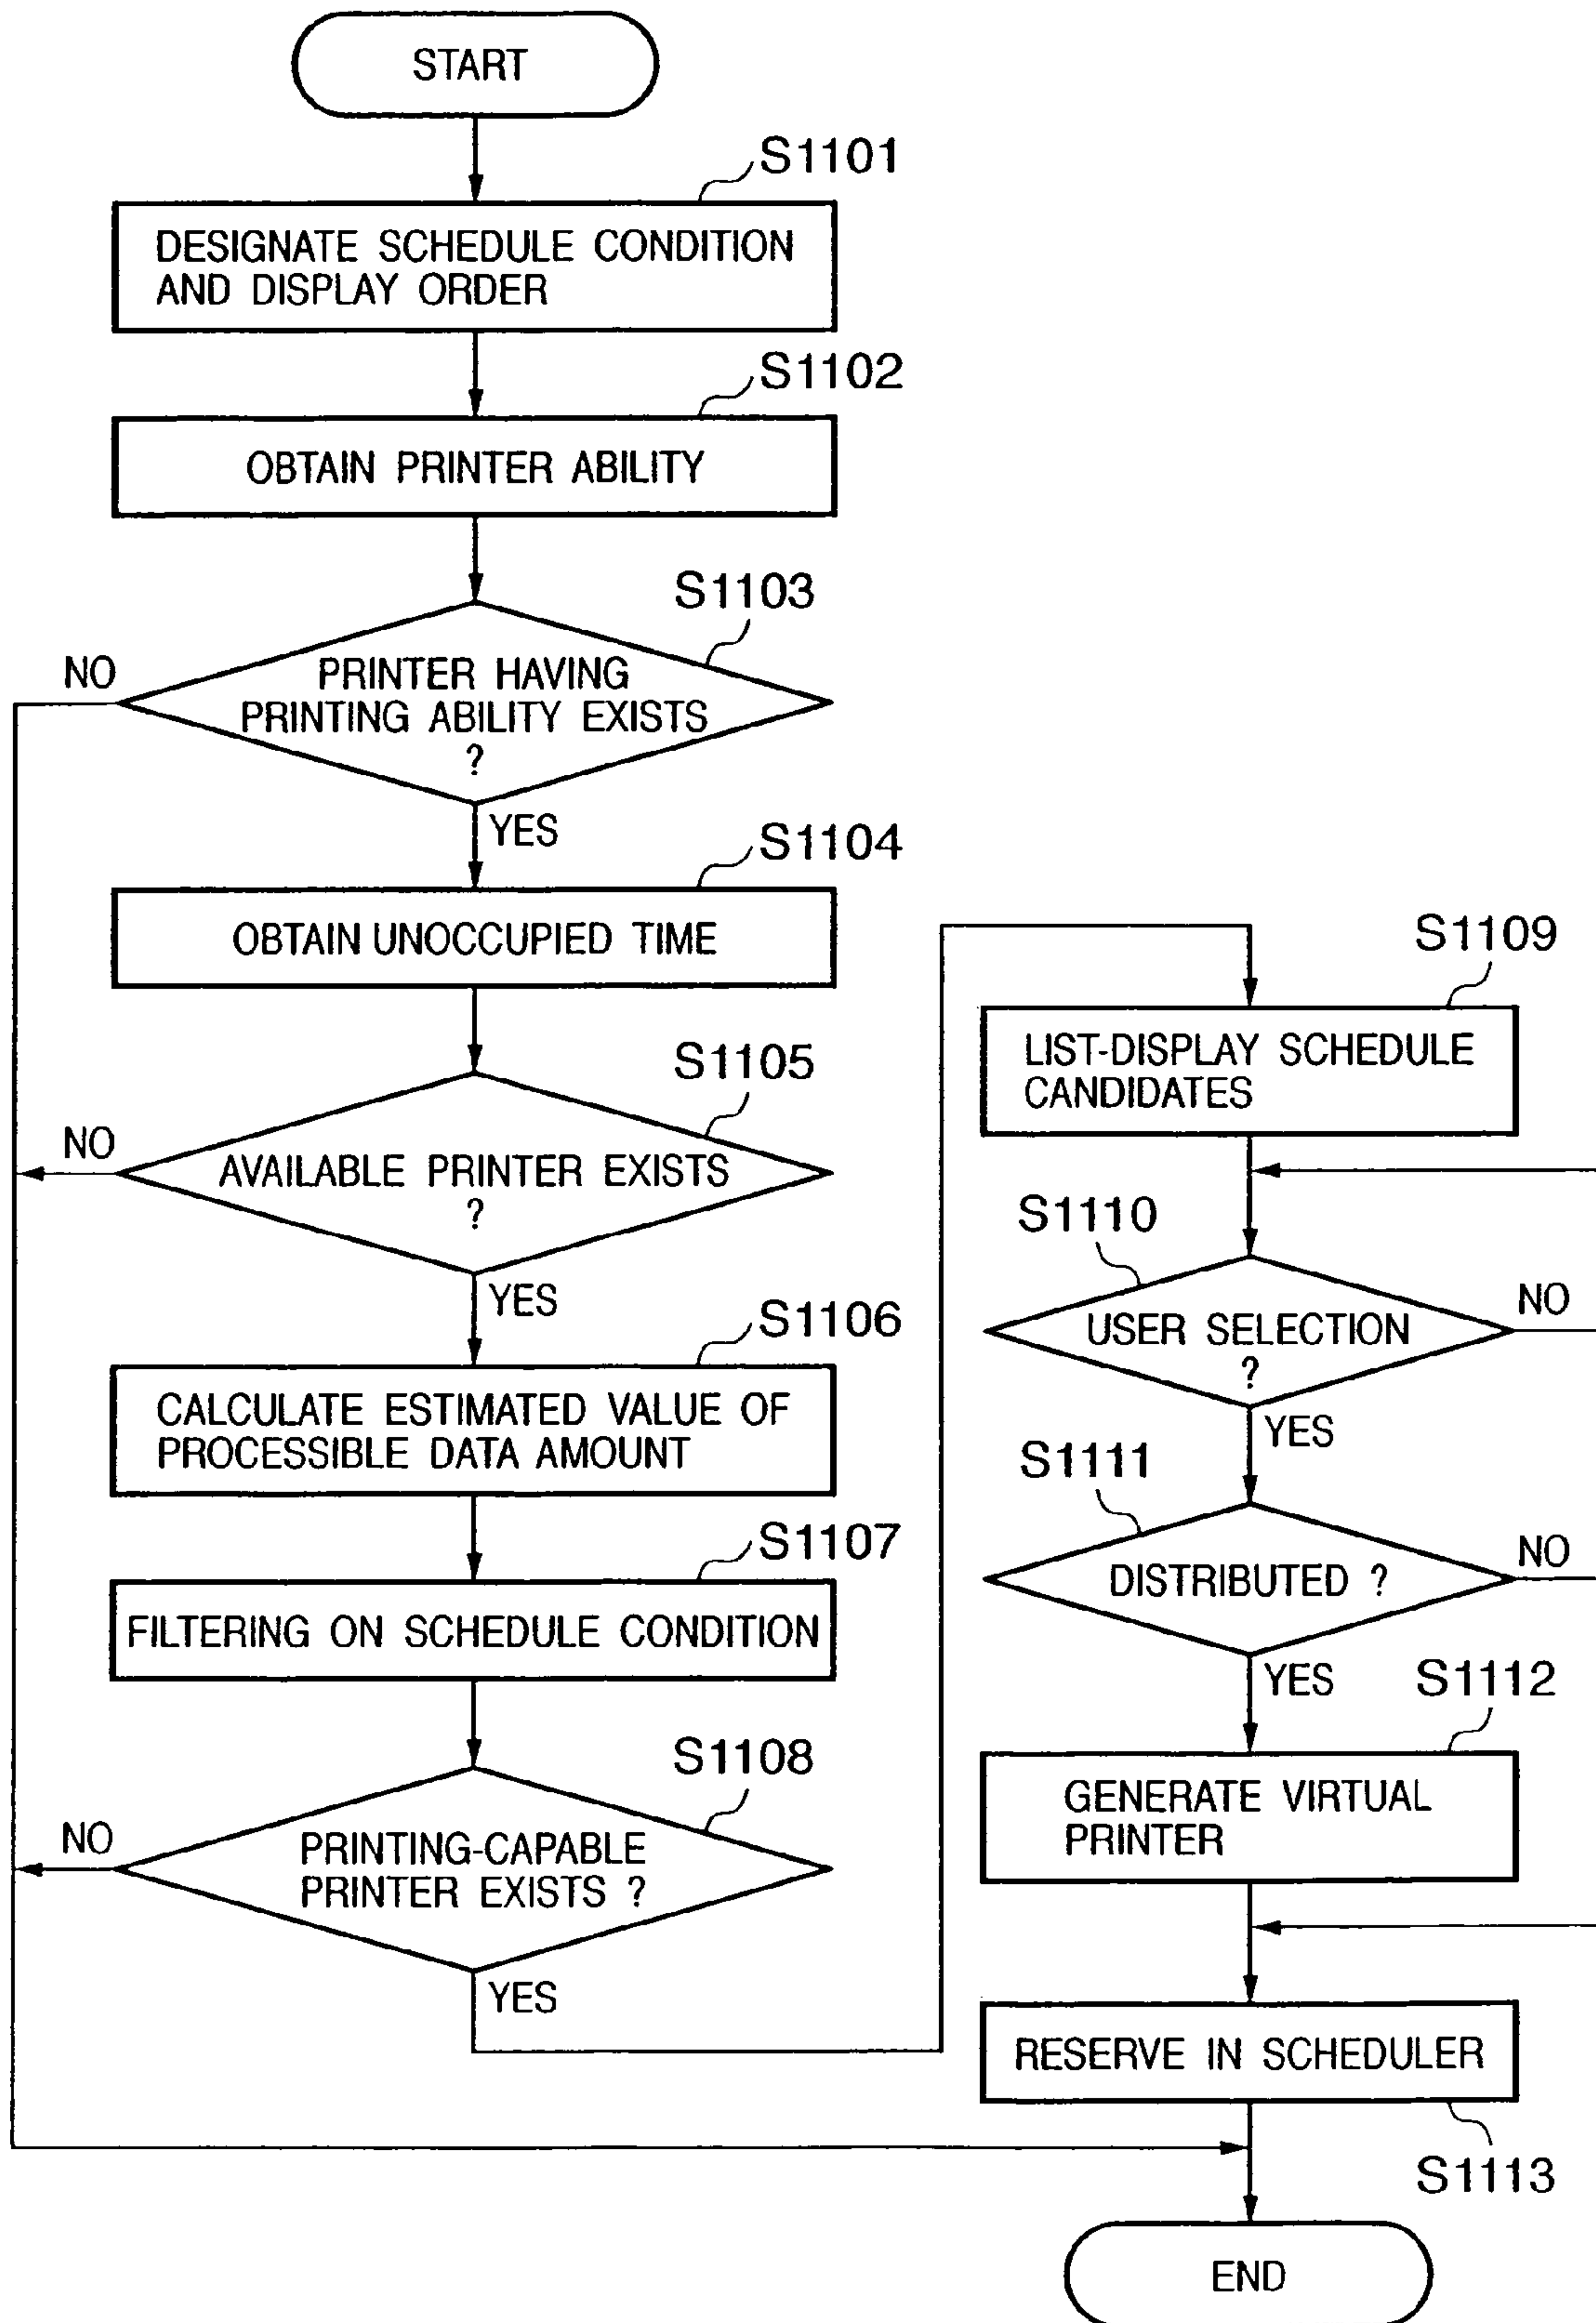 START
S1101
DESIGNATE SCHEDULE CONDITION
AND DISPLAY ORDER
S1102
OBTAIN PRINTER ABILITY
S1103
NO
PRINTER HAVING
PRINTING ABILITY EXISTS
?
YES
S1104
OBTAIN UNOCCUPIED TIME
S1105
NO
AVAILABLE PRINTER EXISTS
?
YES
S1106
CALCULATE ESTIMATED VALUE OF
PROCESSIBLE DATA AMOUNT
S1107
FILTERING ON SCHEDULE CONDITION
S1108
NO
PRINTING-CAPABLE
PRINTER EXISTS ?
YES
S1109
LIST-DISPLAY SCHEDULE
CANDIDATES
S1110
NO
USER SELECTION
?
YES
S1111
NO
DISTRIBUTED ?
YES
S1112
GENERATE VIRTUAL
PRINTER
RESERVE IN SCHEDULER
S1113
END